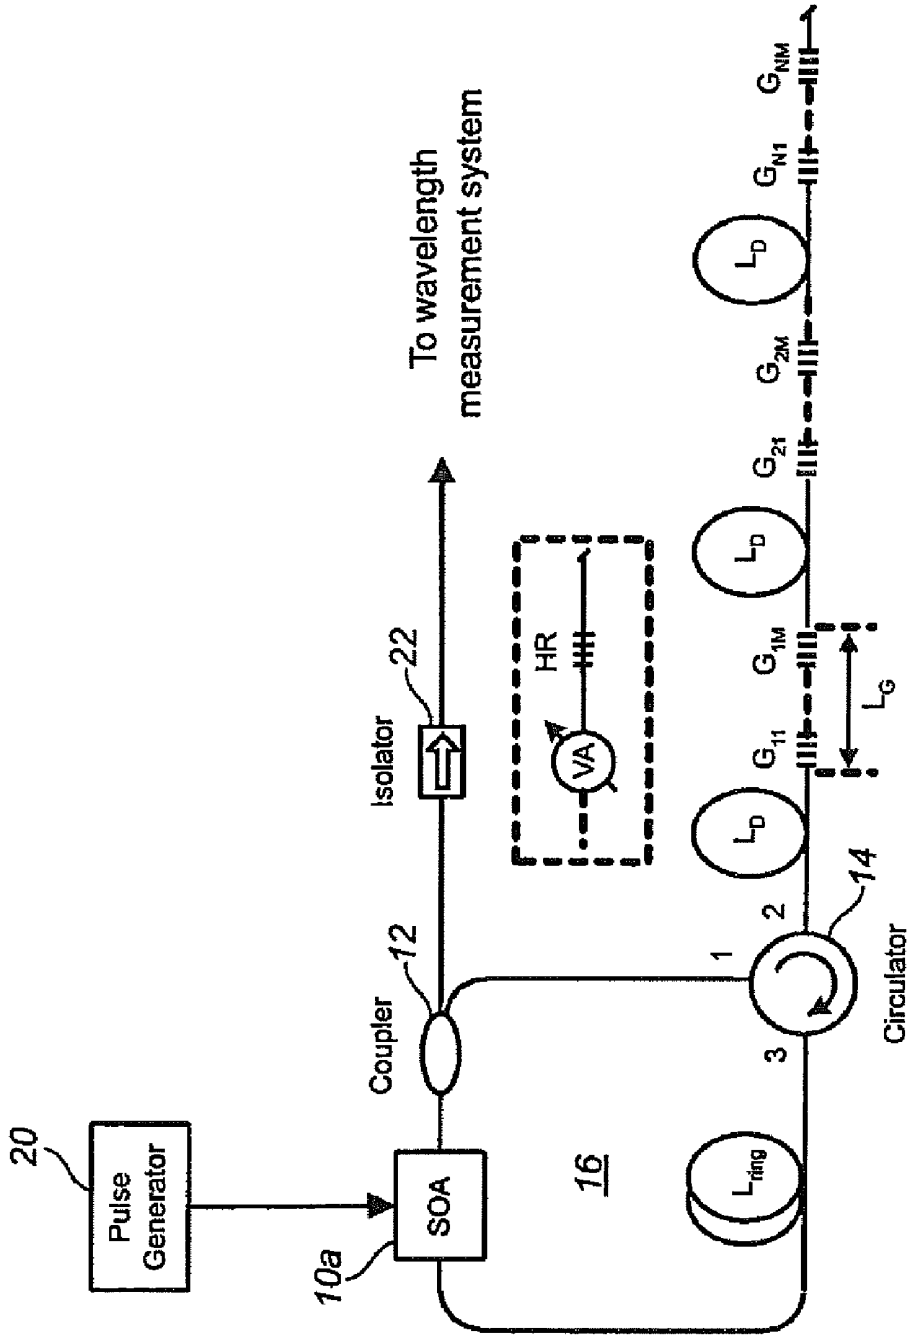 20
Pulse
Generator
10a
SOA
Coupler
12
Isolator
22
To wavelength
measurement system
16
HR
VA
L_ring
3
1
2
14
Circulator
L_D
G_11
G_1M
L_G
L_D
G_21
G_2M
L_D
G_N1
G_NM